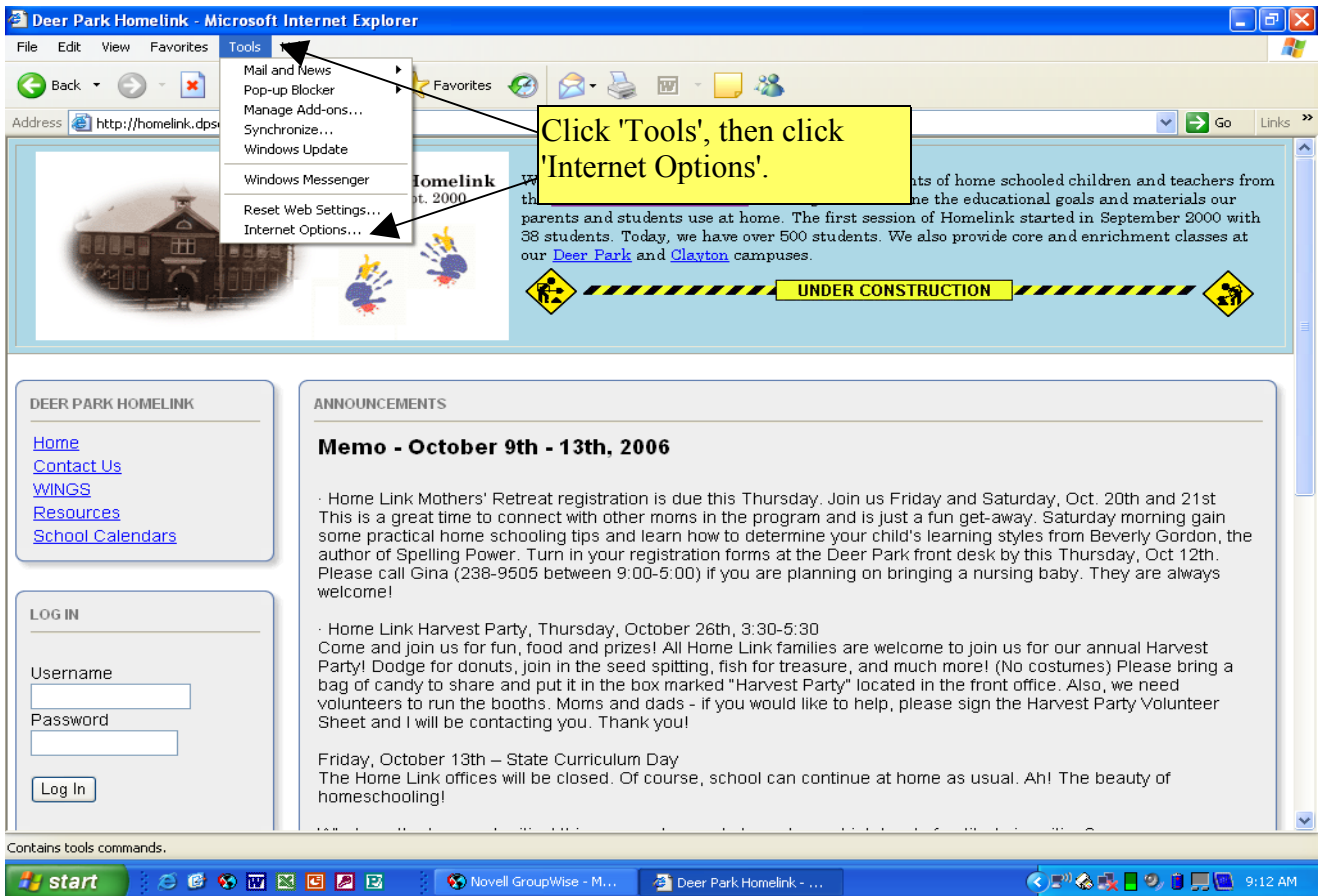 Deer Park Homelink - Microsoft Internet Explorer
File Edit View Favorites Tools
Back Favorites
Mail and News
Pop-up Blocker
Manage Add-ons...
Synchronize...
Windows Update
Windows Messenger
Reset Web Settings...
Internet Options...
Address http://homelink.dps Go Links »
Click 'Tools', then click
'Internet Options'.
Homelink
pt. 2000
nts of home schooled children and teachers from
the educational goals and materials our
parents and students use at home. The first session of Homelink started in September 2000 with
38 students. Today, we have over 500 students. We also provide core and enrichment classes at
our Deer Park and Clayton campuses.
UNDER CONSTRUCTION
DEER PARK HOMELINK
Home
Contact Us
WINGS
Resources
School Calendars
LOG IN
Username
Password
Log In
ANNOUNCEMENTS
Memo - October 9th - 13th, 2006
· Home Link Mothers' Retreat registration is due this Thursday. Join us Friday and Saturday, Oct. 20th and 21st
This is a great time to connect with other moms in the program and is just a fun get-away. Saturday morning gain
some practical home schooling tips and learn how to determine your child's learning styles from Beverly Gordon, the
author of Spelling Power. Turn in your registration forms at the Deer Park front desk by this Thursday, Oct 12th.
Please call Gina (238-9505 between 9:00-5:00) if you are planning on bringing a nursing baby. They are always
welcome!
· Home Link Harvest Party, Thursday, October 26th, 3:30-5:30
Come and join us for fun, food and prizes! All Home Link families are welcome to join us for our annual Harvest
Party! Dodge for donuts, join in the seed spitting, fish for treasure, and much more! (No costumes) Please bring a
bag of candy to share and put it in the box marked "Harvest Party" located in the front office. Also, we need
volunteers to run the booths. Moms and dads - if you would like to help, please sign the Harvest Party Volunteer
Sheet and I will be contacting you. Thank you!
Friday, October 13th – State Curriculum Day
The Home Link offices will be closed. Of course, school can continue at home as usual. Ah! The beauty of
homeschooling!
Contains tools commands.
start Novell GroupWise - M... Deer Park Homelink - ... 9:12 AM